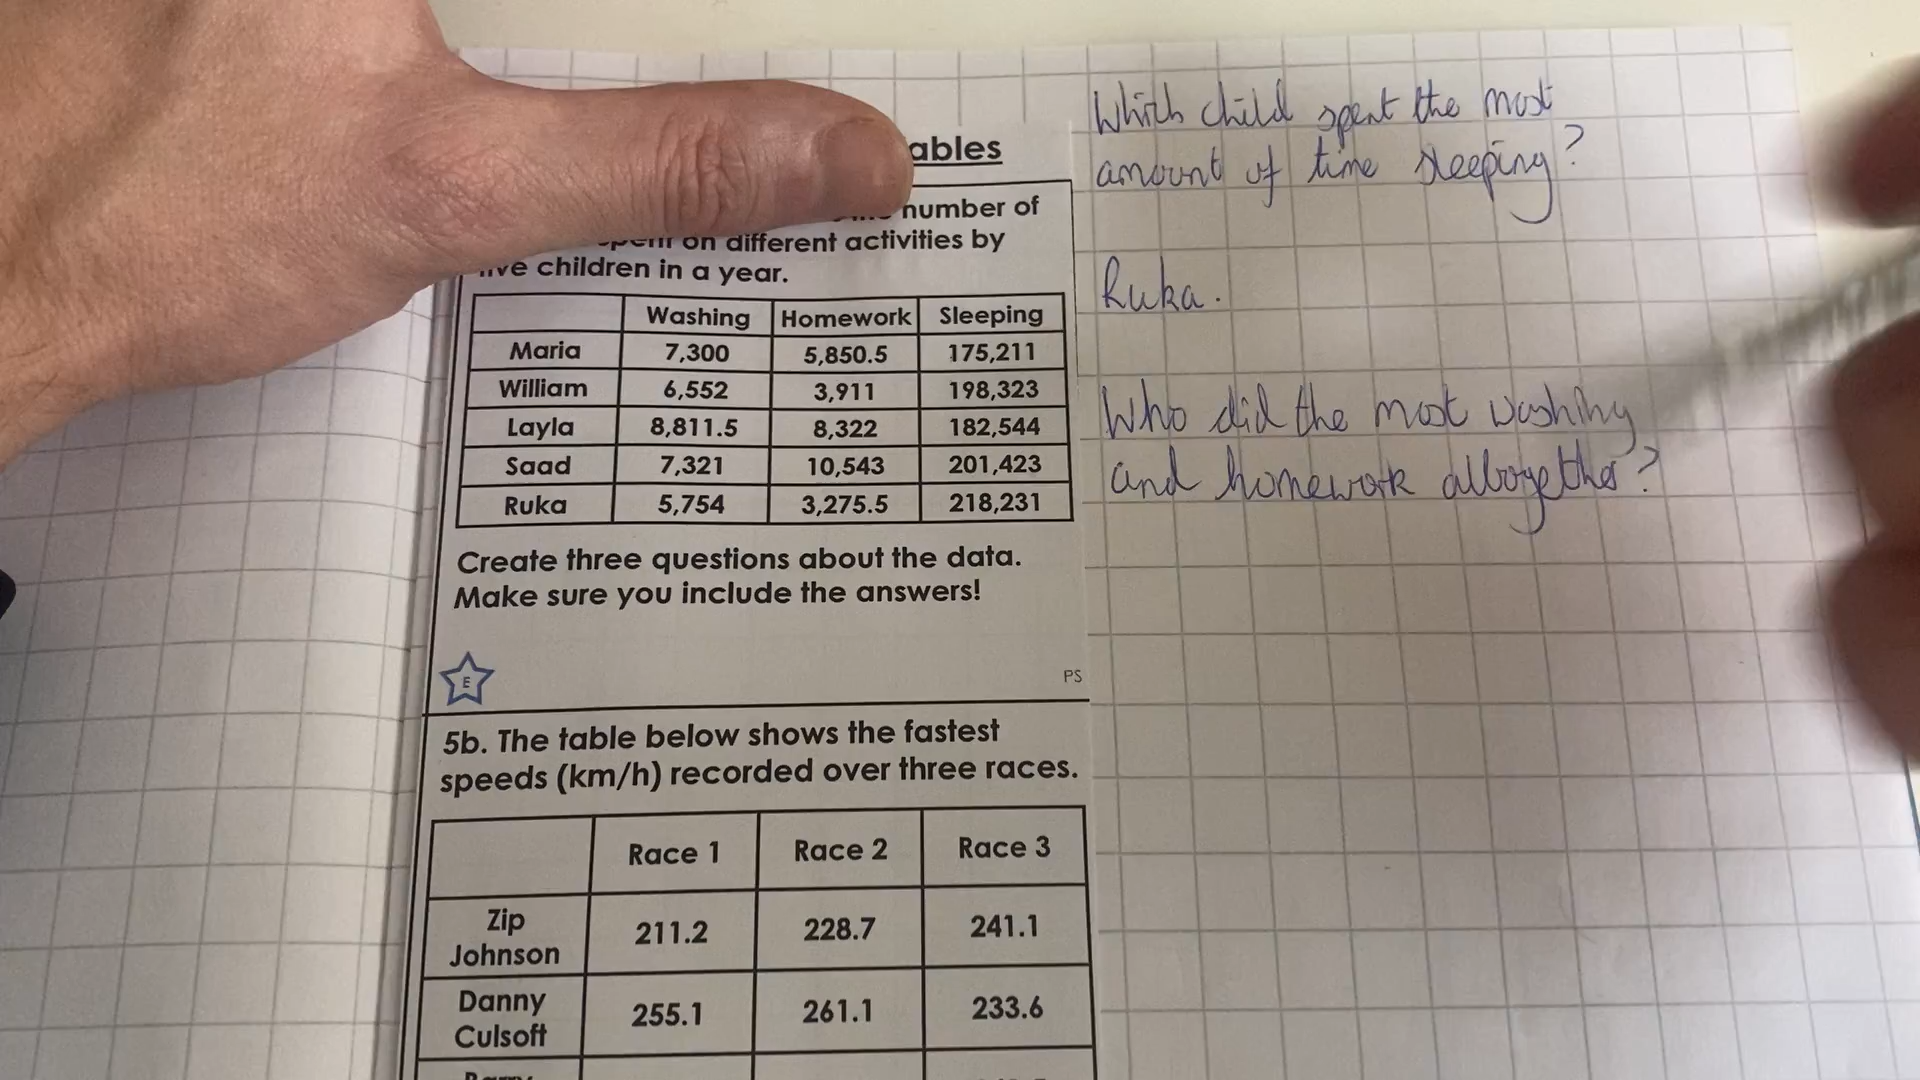 ables
number of
on different activities by
children in a year.
Washing Homework Sleeping
Maria 7,300 5,850.5 175,211
William 6,552 3,911 198,323
Layla 8,811.5 8,322 182,544
Saad 7,321 10,543 201,423
Ruka 5,754 3,275.5 218,231
Create three questions about the data.
Make sure you include the answers!
E
PS
5b. The table below shows the fastest
speeds (km/h) recorded over three races.
Race 1 Race 2 Race 3
Zip
Johnson 211.2 228.7 241.1
Danny
Culsoft 255.1 261.1 233.6
Which child spent the most
amount of time sleeping?
Ruka.
Who did the most washing
and homework altogether?